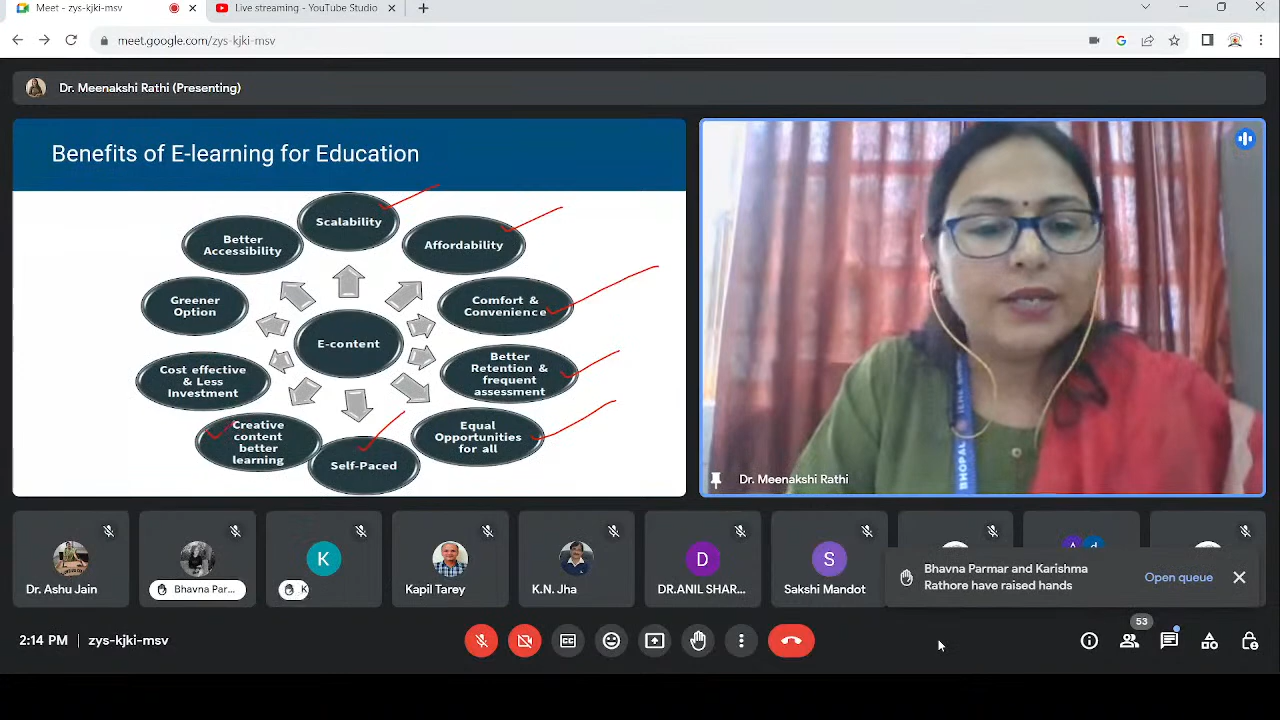 Meet - zys-kjki-msv
Live streaming - YouTube Studio
meet.google.com/zys-kjki-msv
Dr. Meenakshi Rathi (Presenting)
Benefits of E-learning for Education
Scalability
Better
Accessibility
Affordability
Greener
Option
Comfort &
Convenience
E-content
Cost effective
& Less
Investment
Better
Retention &
frequent
assessment
Creative
content
better
learning
Equal
Opportunities
for all
Self-Paced
BHOPAL
Dr. Meenakshi Rathi
Dr. Ashu Jain
Bhavna Par...
K
K
Kapil Tarey
K.N. Jha
D
DR.ANIL SHAR...
S
Sakshi Mandot
A
d
Bhavna Parmar and Karishma
Rathore have raised hands
Open queue
2:14 PM
zys-kjki-msv
CC
53